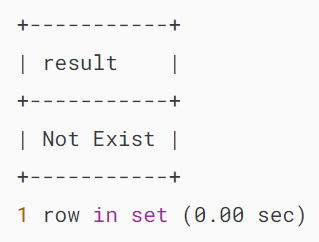 +-----------+
| result    |
+-----------+
| Not Exist |
+-----------+
1 row in set (0.00 sec)